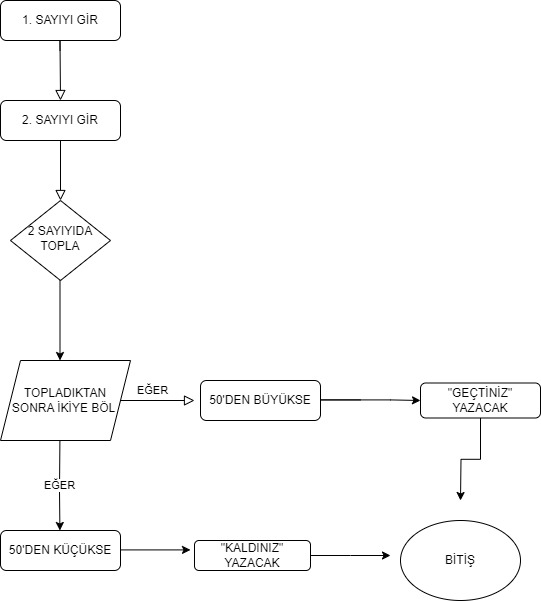 1. SAYIYI GİR
2. SAYIYI GİR
2 SAYIYIDA
TOPLA
TOPLADIKTAN
SONRA İKİYE BÖL
EĞER
50'DEN BÜYÜKSE
"GEÇTİNİZ"
YAZACAK
EĞER
50'DEN KÜÇÜKSE
"KALDINIZ"
YAZACAK
BİTİŞ